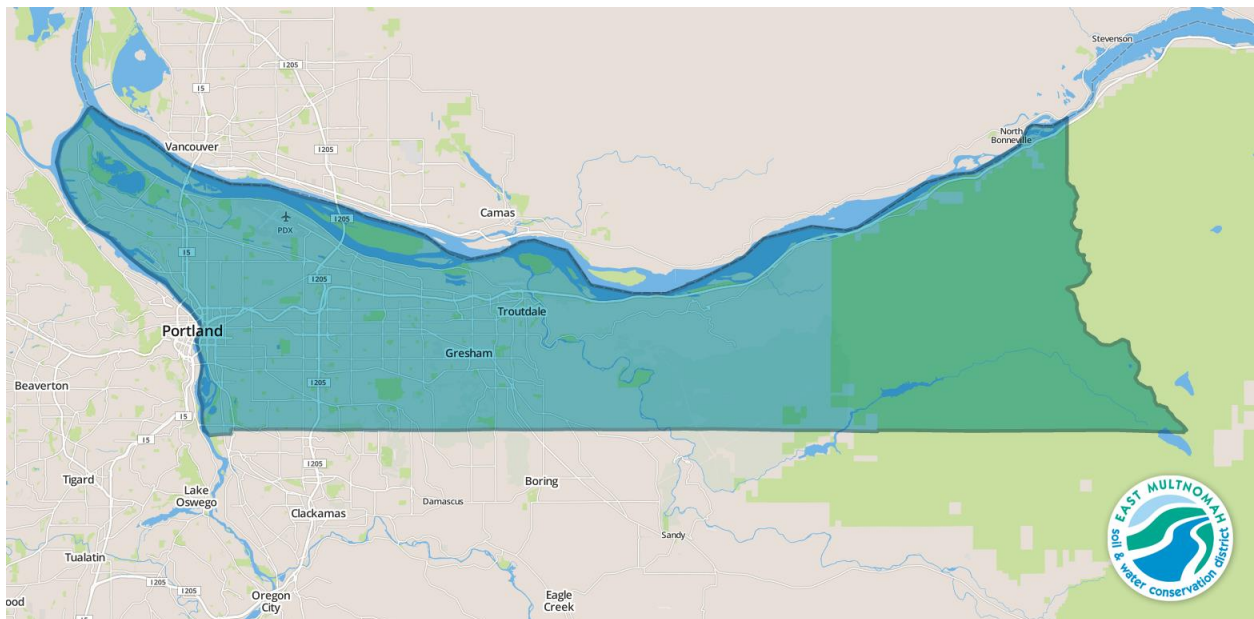 Stevenson
I205
I5
North
Bonneville
Vancouver
I205
Camas
PDX
I205
I5
I205
Troutdale
Portland
Gresham
Beaverton
I205
I5
I5
I205
Tigard
Lake
Oswego
Boring
Damascus
Clackamas
Sandy
Tualatin
I205
ood
Oregon
City
Eagle
Creek
I5
EAST MULTNOMAH
soil & water conservation district